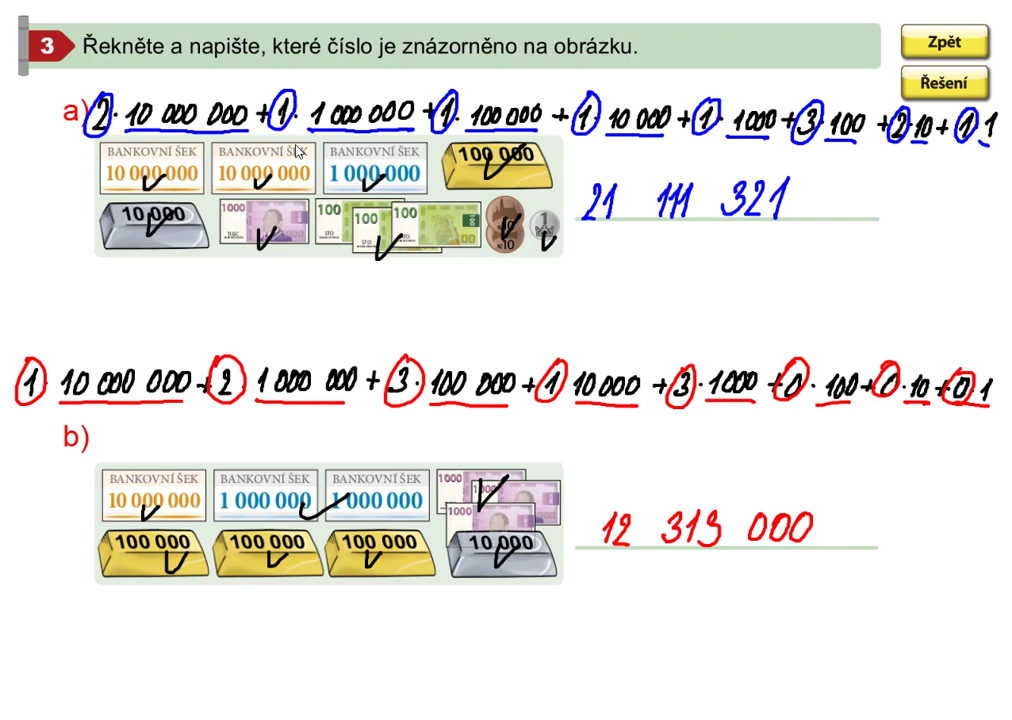 3 Řekněte a napište, které číslo je znázorněno na obrázku.
Zpět
Řešení
a) 2 · 10 000 000 + 1 · 1 000 000 + 1 · 100 000 + 1 · 10 000 + 1 · 1000 + 3 · 100 + 2 · 10 + 1 · 1
BANKOVNÍ ŠEK BANKOVNÍ ŠEK BANKOVNÍ ŠEK 100 000
10 000 000 10 000 000 1 000 000
10 000 1000 100 100 100 10 1
21 111 321
1 · 10 000 000 + 2 1 000 000 + 3 · 100 000 + 1 10 000 + 3 · 1000 + 0 · 100 + 0 · 10 + 0 1
b)
BANKOVNÍ ŠEK BANKOVNÍ ŠEK BANKOVNÍ ŠEK 1000
10 000 000 1 000 000 1 000 000 1000
1000
100 000 100 000 100 000 10 000
12 313 000